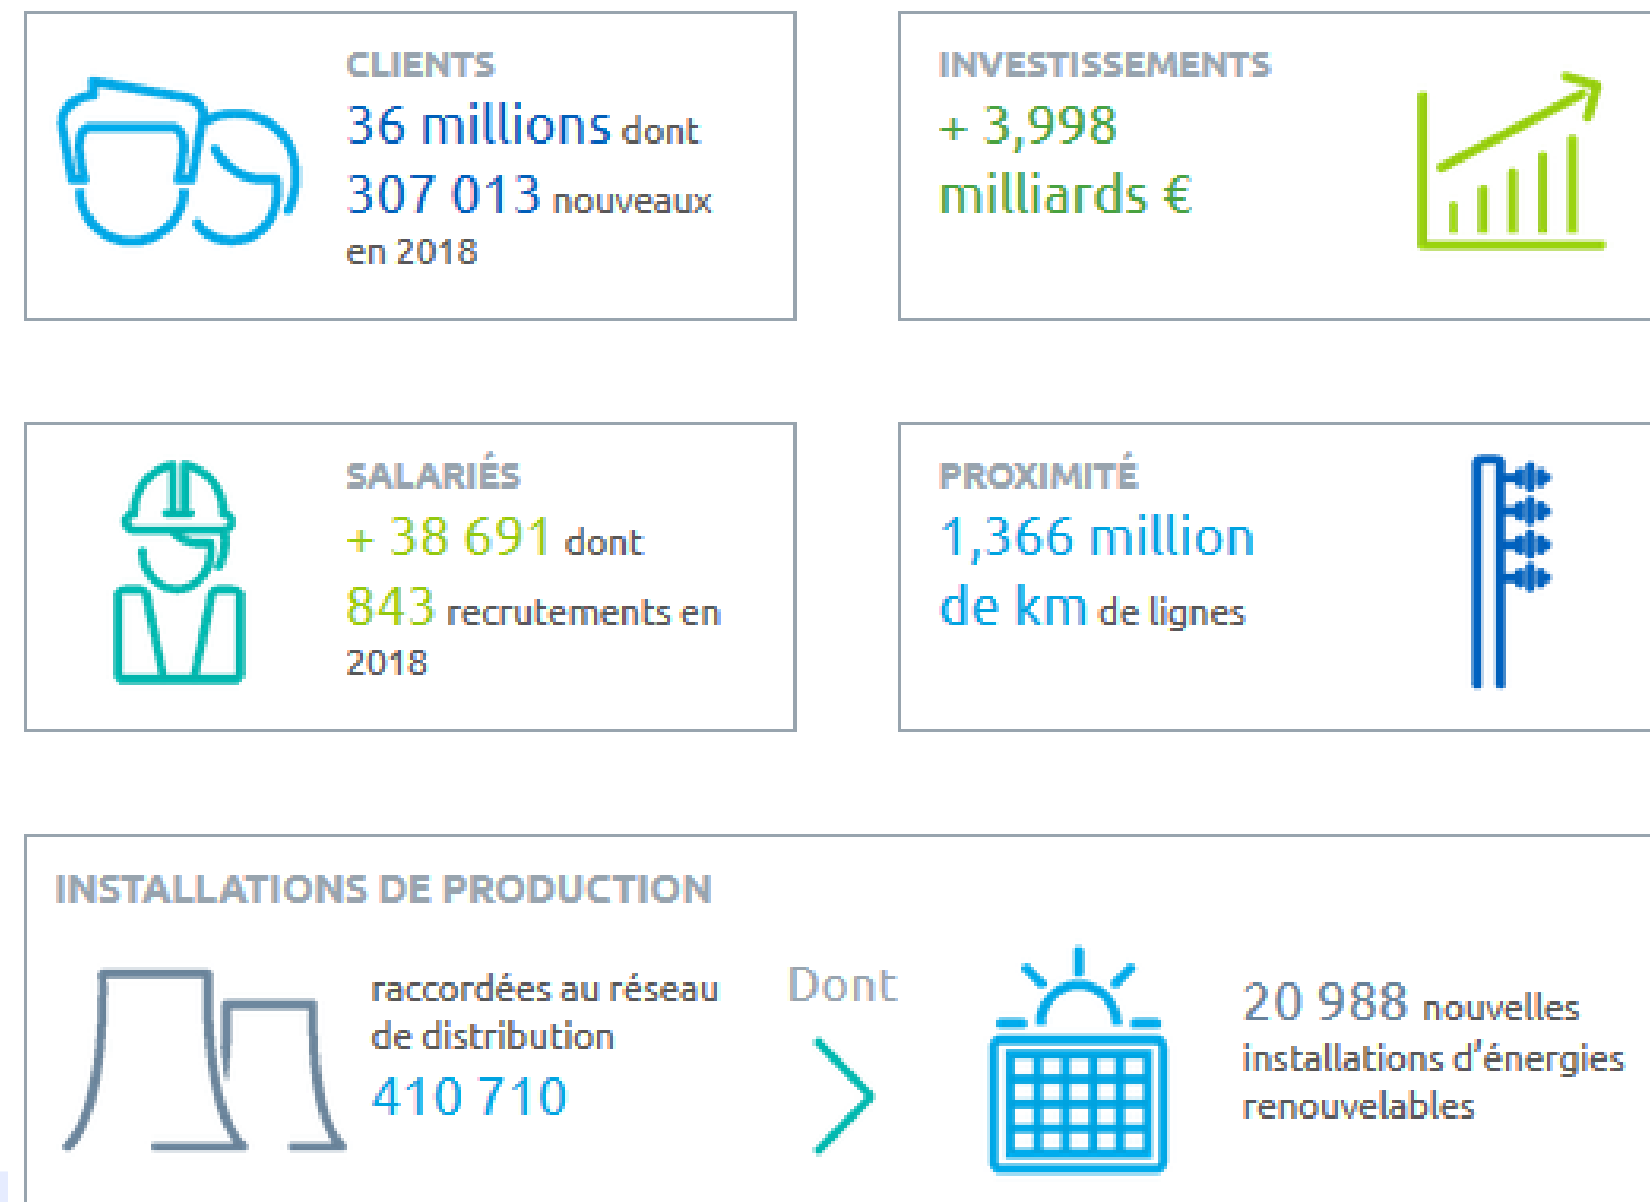 CLIENTS
36 millions dont
307 013 nouveaux
en 2018
INVESTISSEMENTS
+ 3,998
milliards €
SALARIÉS
+ 38 691 dont
843 recrutements en
2018
PROXIMITÉ
1,366 million
de km de lignes
INSTALLATIONS DE PRODUCTION
raccordées au réseau
de distribution
410 710
Dont
20 988 nouvelles
installations d'énergies
renouvelables